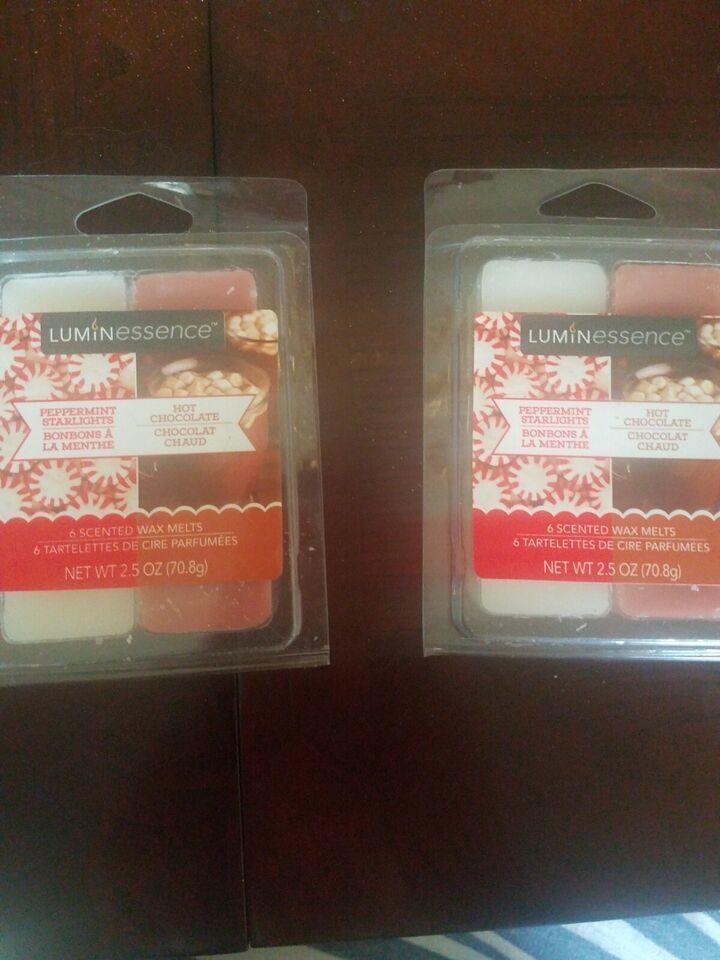 LUMINessence™
PEPPERMINT
STARLIGHTS
BONBONS À
LA MENTHE
HOT
CHOCOLATE
CHOCOLAT
CHAUD
6 SCENTED WAX MELTS
6 TARTELETTES DE CIRE PARFUMÉES
NET WT 2.5 OZ (70.8g)
LUMINessence™
PEPPERMINT
STARLIGHTS
BONBONS À
LA MENTHE
HOT
CHOCOLATE
CHOCOLAT
CHAUD
6 SCENTED WAX MELTS
6 TARTELETTES DE CIRE PARFUMÉES
NET WT 2.5 OZ (70.8g)